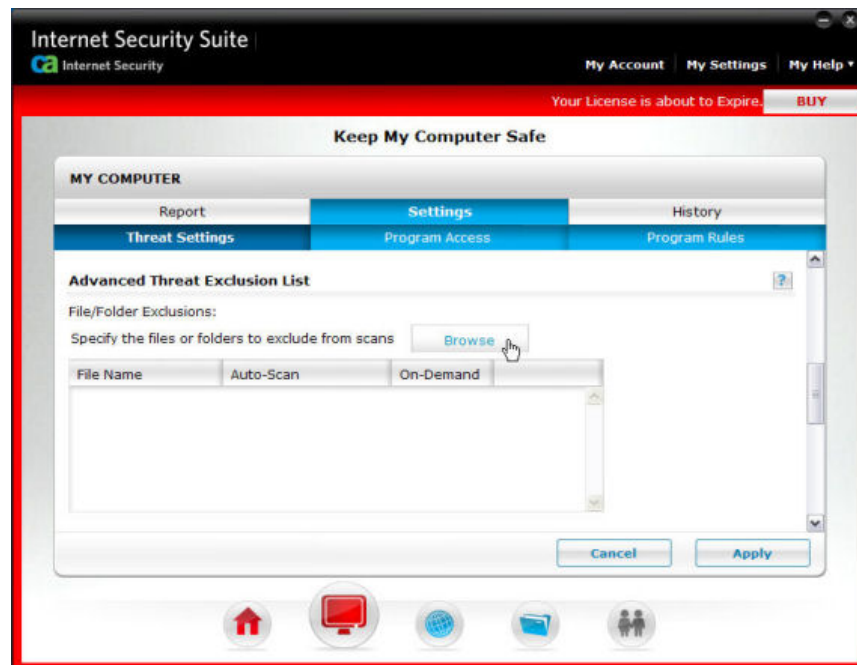 Internet Security Suite
ca Internet Security
My Account My Settings My Help
Your License is about to Expire. BUY
Keep My Computer Safe
MY COMPUTER
Report Settings History
Threat Settings Program Access Program Rules
Advanced Threat Exclusion List ?
File/Folder Exclusions:
Specify the files or folders to exclude from scans Browse
File Name Auto-Scan On-Demand
Cancel Apply